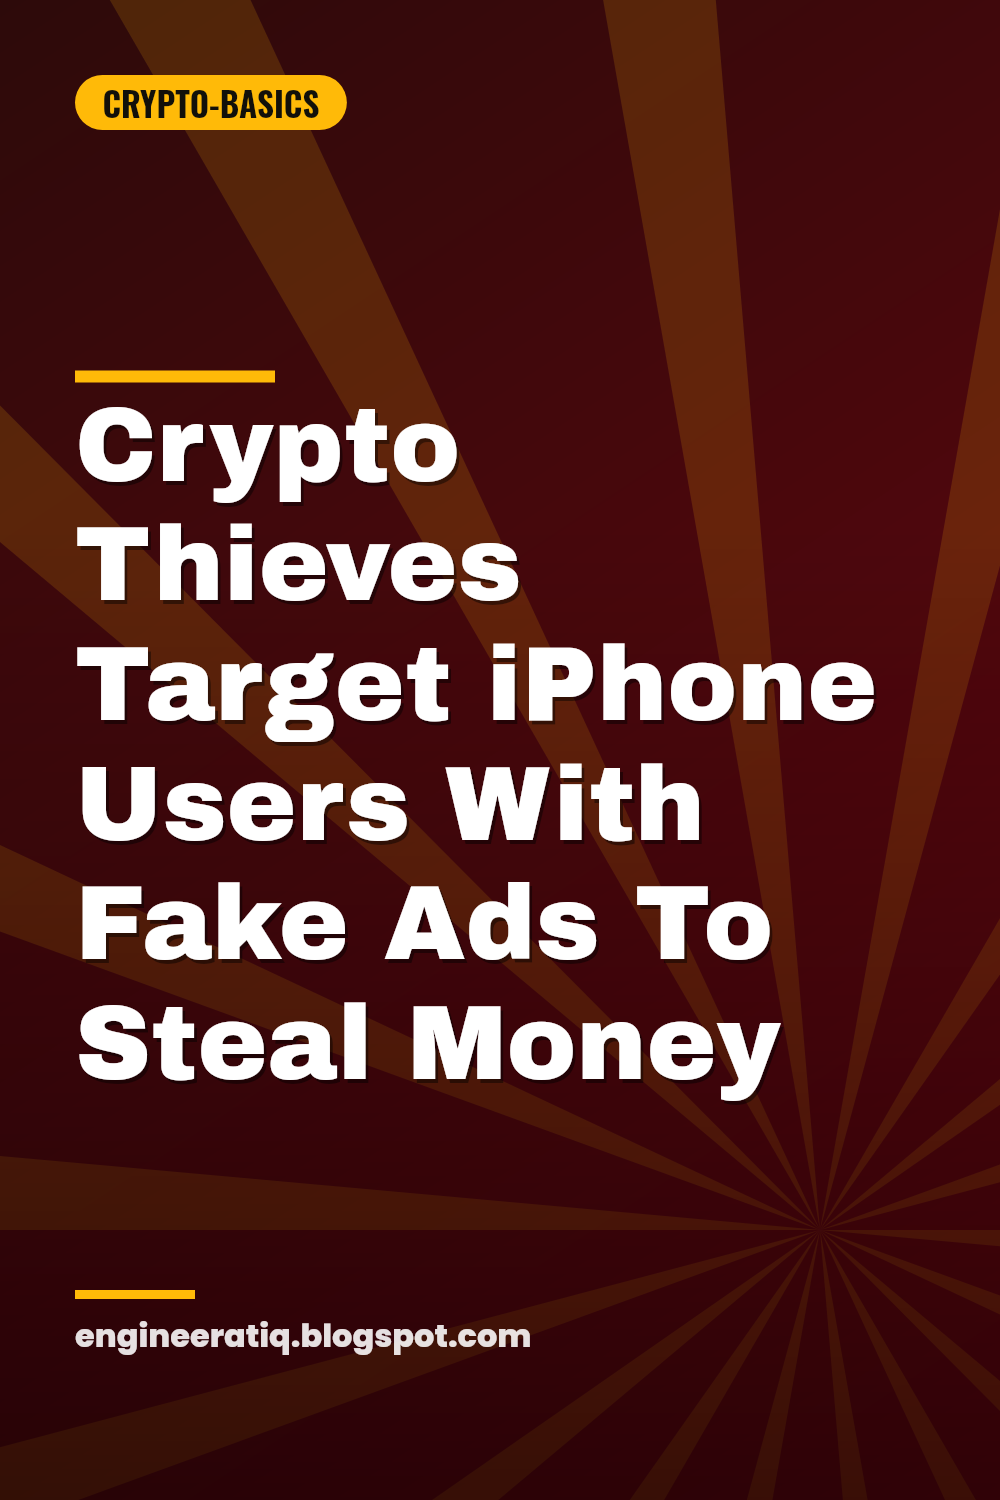 CRYPTO-BASICS
Crypto
Thieves
Target iPhone
Users With
Fake Ads To
Steal Money
engineeratiq.blogspot.com